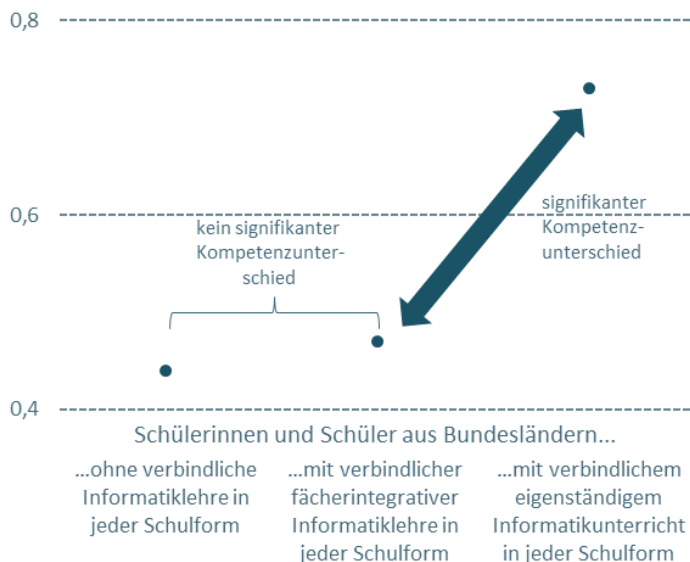 0,8
0,6
kein signifikanter
Kompetenzunter-
schied
signifikanter
Kompetenz-
unterschied
0,4
Schülerinnen und Schüler aus Bundesländern...
...ohne verbindliche
Informatiklehre in
jeder Schulform
...mit verbindlicher
fächerintegrativer
Informatiklehre in
jeder Schulform
...mit verbindlichem
eigenständigem
Informatikunterricht
in jeder Schulform